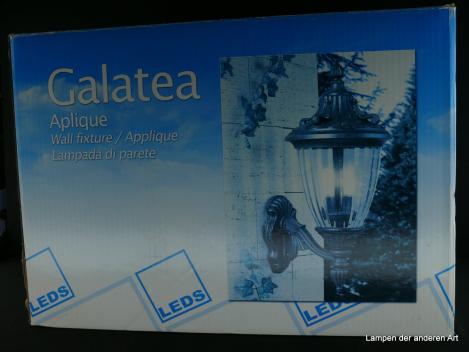 Galatea
Aplique
Wall fixture / Applique
Lampada di parete
LEDS
LEDS
LEDS
LEDS
Lampen der anderen Art